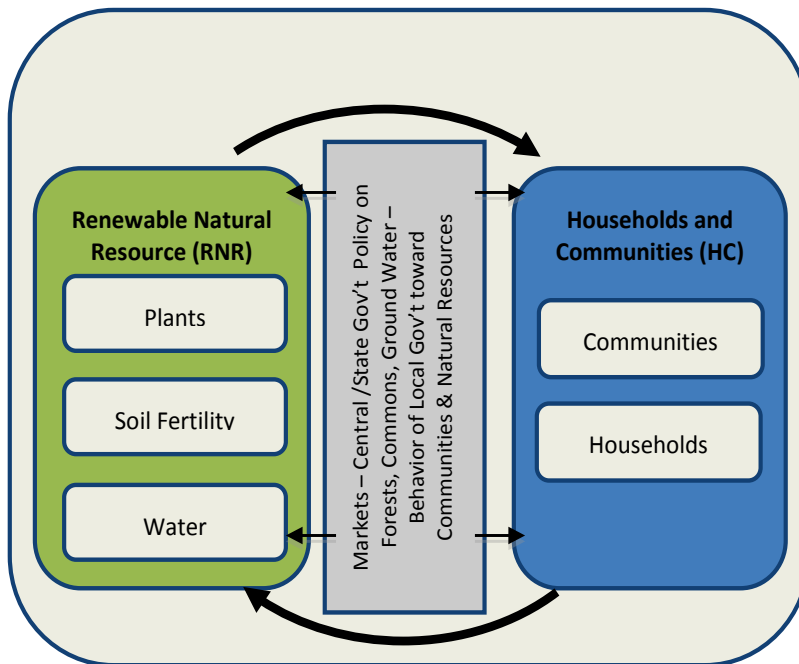 Renewable Natural
Resource (RNR)
Plants
Soil Fertility
Water
Markets – Central /State Gov't Policy on
Forests, Commons, Ground Water –
Behavior of Local Gov't toward
Communities & Natural Resources
Households and
Communities (HC)
Communities
Households